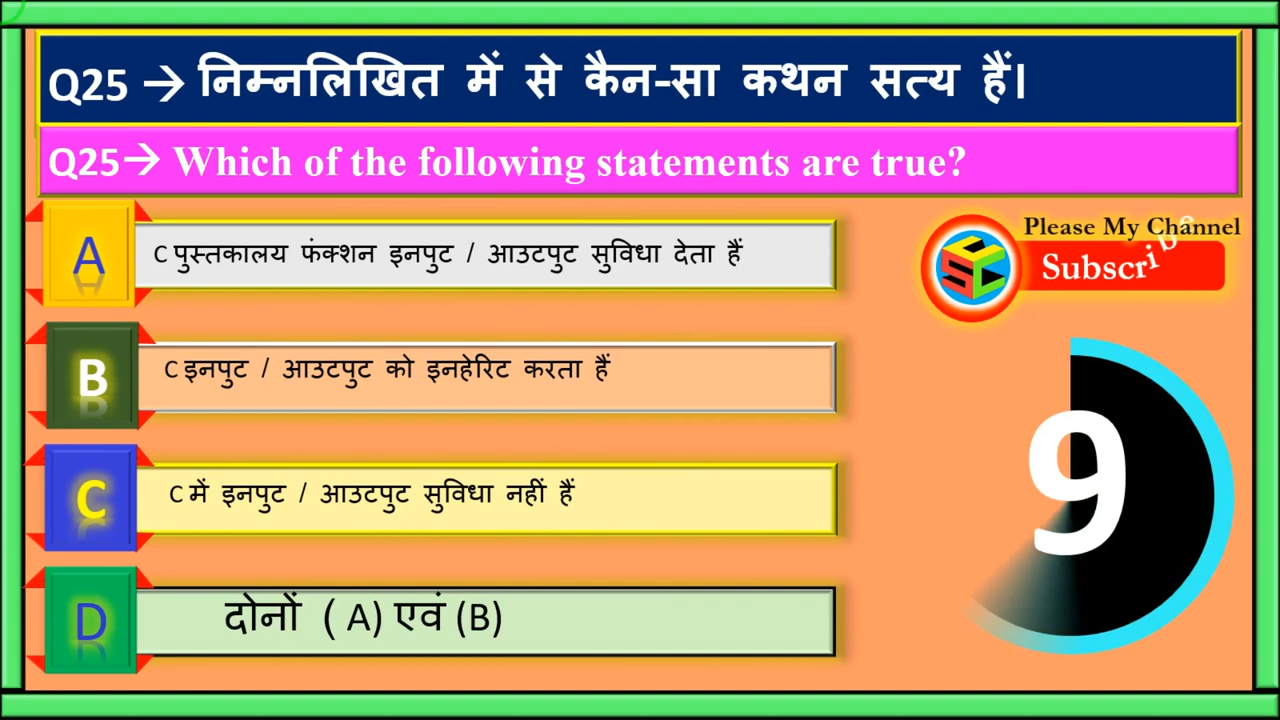 Q25 → निम्नलिखित में से कैन-सा कथन सत्य हैं।
Q25→ Which of the following statements are true?
A
C पुस्तकालय फंक्शन इनपुट / आउटपुट सुविधा देता हैं
B
C इनपुट / आउटपुट को इनहेरिट करता हैं
C
C में इनपुट / आउटपुट सुविधा नहीं हैं
D
दोनों ( A) एवं (B)
Please My Channel
Subscribe
9